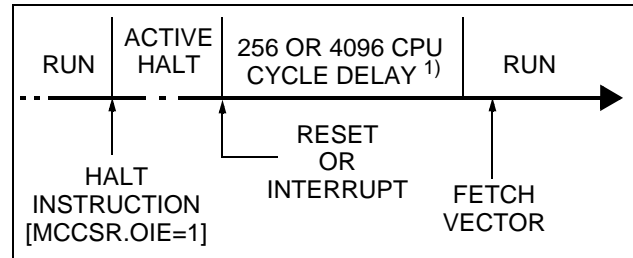 RUN
ACTIVE
HALT
256 OR 4096 CPU
CYCLE DELAY 1)
RUN
HALT
INSTRUCTION
[MCCSR.OIE=1]
RESET
OR
INTERRUPT
FETCH
VECTOR